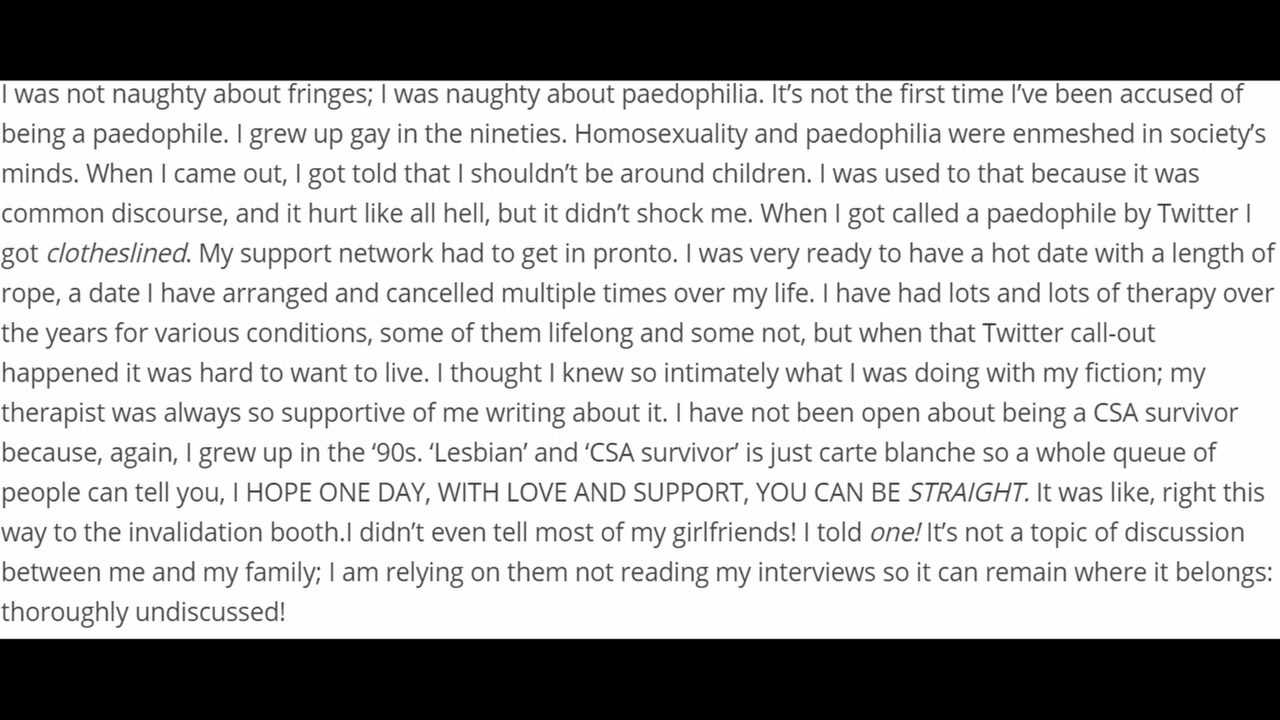 I was not naughty about fringes; I was naughty about paedophilia. It’s not the first time I’ve been accused of
being a paedophile. I grew up gay in the nineties. Homosexuality and paedophilia were enmeshed in society’s
minds. When I came out, I got told that I shouldn’t be around children. I was used to that because it was
common discourse, and it hurt like all hell, but it didn’t shock me. When I got called a paedophile by Twitter I
got clotheslined. My support network had to get in pronto. I was very ready to have a hot date with a length of
rope, a date I have arranged and cancelled multiple times over my life. I have had lots and lots of therapy over
the years for various conditions, some of them lifelong and some not, but when that Twitter call-out
happened it was hard to want to live. I thought I knew so intimately what I was doing with my fiction; my
therapist was always so supportive of me writing about it. I have not been open about being a CSA survivor
because, again, I grew up in the ‘90s. ‘Lesbian’ and ‘CSA survivor’ is just carte blanche so a whole queue of
people can tell you, I HOPE ONE DAY, WITH LOVE AND SUPPORT, YOU CAN BE STRAIGHT. It was like, right this
way to the invalidation booth.I didn’t even tell most of my girlfriends! I told one! It’s not a topic of discussion
between me and my family; I am relying on them not reading my interviews so it can remain where it belongs:
thoroughly undiscussed!